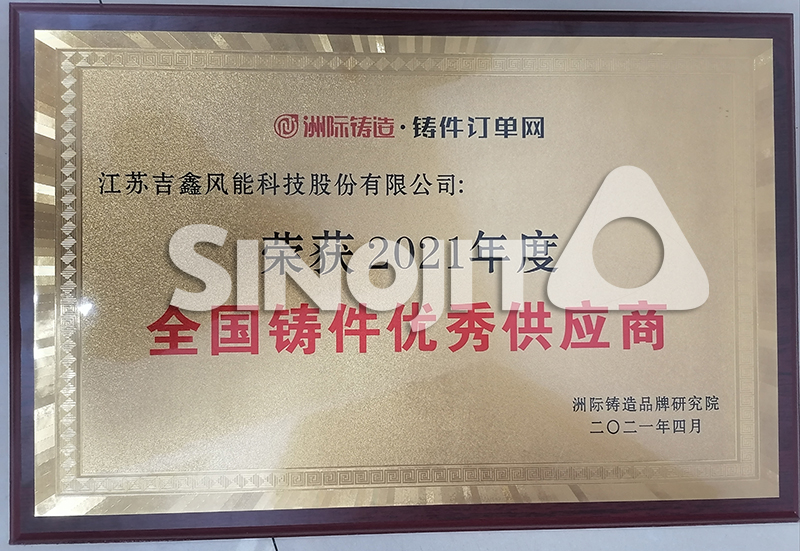 洲际铸造·铸件订单网
江苏吉鑫风能科技股份有限公司:
荣获2021年度
SINOJIT
全国铸件优秀供应商
洲际铸造品牌研究院
二〇二一年四月